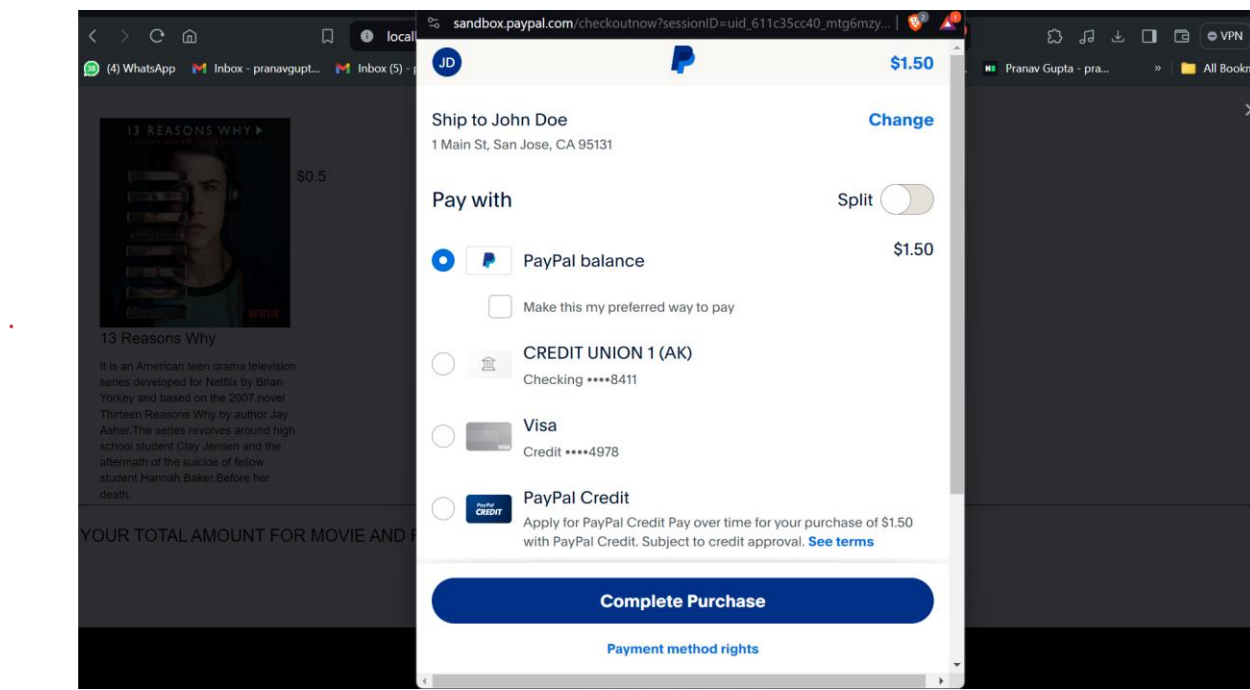 sandbox.paypal.com/checkoutnow?sessionID=uid_611c35cc40_mtg6mzy...
local
VPN
(4) WhatsApp
Inbox - pranavgupt...
Inbox (5) -
Pranav Gupta - pra...
»
All Bookm
JD
$1.50
Ship to John Doe
Change
1 Main St, San Jose, CA 95131
Pay with
Split
PayPal balance
$1.50
Make this my preferred way to pay
CREDIT UNION 1 (AK)
Checking ••••8411
Visa
Credit ••••4978
PayPal Credit
PayPal
CREDIT
Apply for PayPal Credit Pay over time for your purchase of $1.50
with PayPal Credit. Subject to credit approval. See terms
Complete Purchase
Payment method rights
13 REASONS WHY
$0.5
NETFLIX
13 Reasons Why
It is an American teen drama television
series developed for Netflix by Brian
Yorkey and based on the 2007 novel
Thirteen Reasons Why by author Jay
Asher.The series revolves around high
school student Clay Jensen and the
aftermath of the suicide of fellow
student Hannah Baker.Before her
death,
YOUR TOTAL AMOUNT FOR MOVIE AND